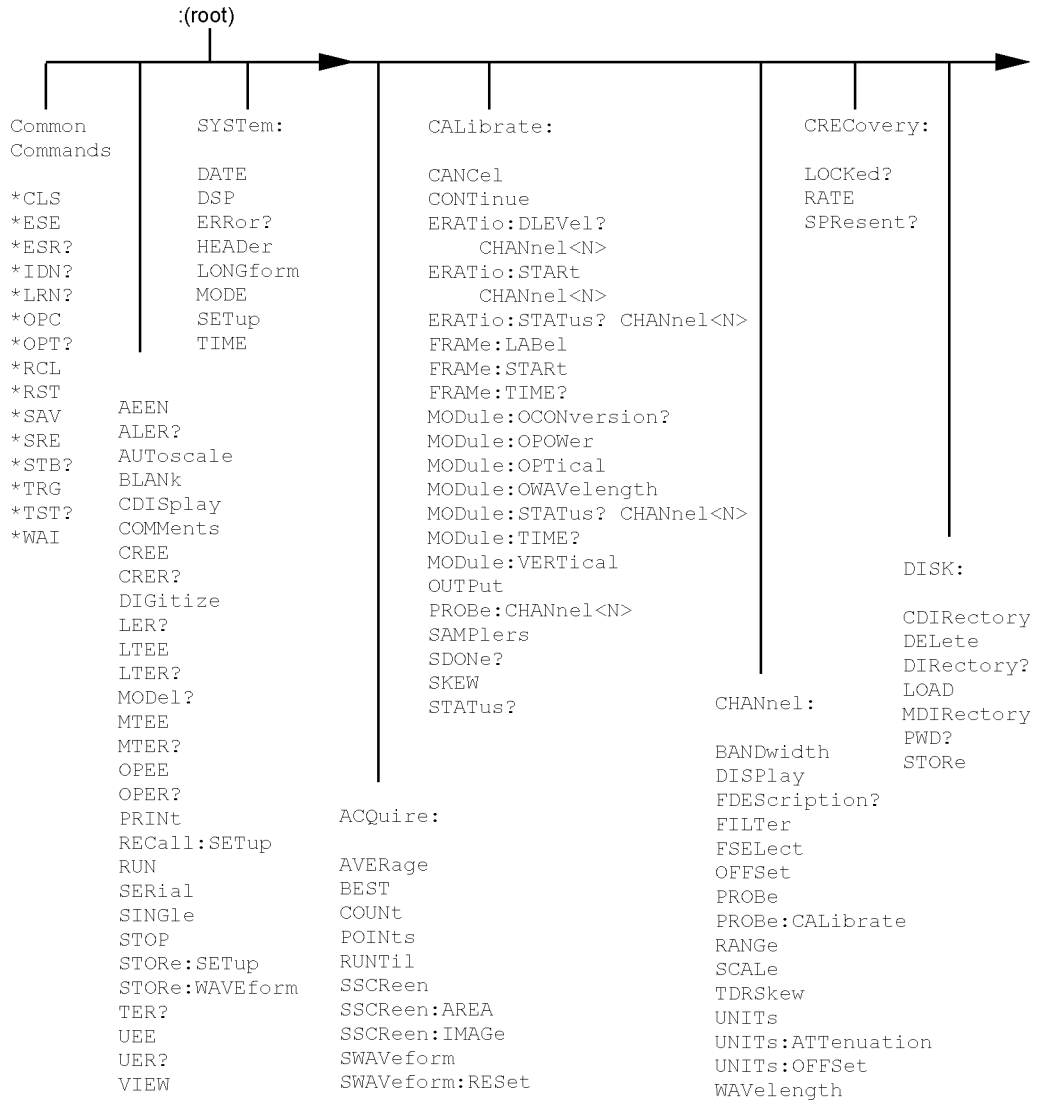 :(root)
Common
Commands
*CLS
*ESE
*ESR?
*IDN?
*LRN?
*OPC
*OPT?
*RCL
*RST
*SAV
*SRE
*STB?
*TRG
*TST?
*WAI
AEEN
ALER?
AUToscale
BLANk
CDISplay
COMMents
CREE
CRER?
DIGitize
LER?
LTEE
LTER?
MODel?
MTEE
MTER?
OPEE
OPER?
PRINt
RECall:SETup
RUN
SERial
SINGle
STOP
STORe:SETup
STORe:WAVEform
TER?
UEE
UER?
VIEW
SYSTem:
DATE
DSP
ERRor?
HEADer
LONGform
MODE
SETup
TIME
ACQuire:
AVERage
BEST
COUNt
POINts
RUNTil
SSCReen
SSCReen:AREA
SSCReen:IMAGe
SWAVeform
SWAVeform:RESet
CALibrate:
CANCel
CONTinue
ERATio:DLEVel?
CHANnel<N>
ERATio:STARt
CHANnel<N>
ERATio:STATus? CHANnel<N>
FRAMe:LABel
FRAMe:STARt
FRAMe:TIME?
MODule:OCONversion?
MODule:OPOWer
MODule:OPTical
MODule:OWAVelength
MODule:STATus? CHANnel<N>
MODule:TIME?
MODule:VERTical
OUTPut
PROBe:CHANnel<N>
SAMPlers
SDONe?
SKEW
STATus?
CHANnel:
BANDwidth
DISPlay
FDEScription?
FILTer
FSELect
OFFSet
PROBe
PROBe:CALibrate
RANGe
SCALe
TDRSkew
UNITs
UNITs:ATTenuation
UNITs:OFFSet
WAVelength
CRECovery:
LOCKed?
RATE
SPResent?
DISK:
CDIRectory
DELete
DIRectory?
LOAD
MDIRectory
PWD?
STORe